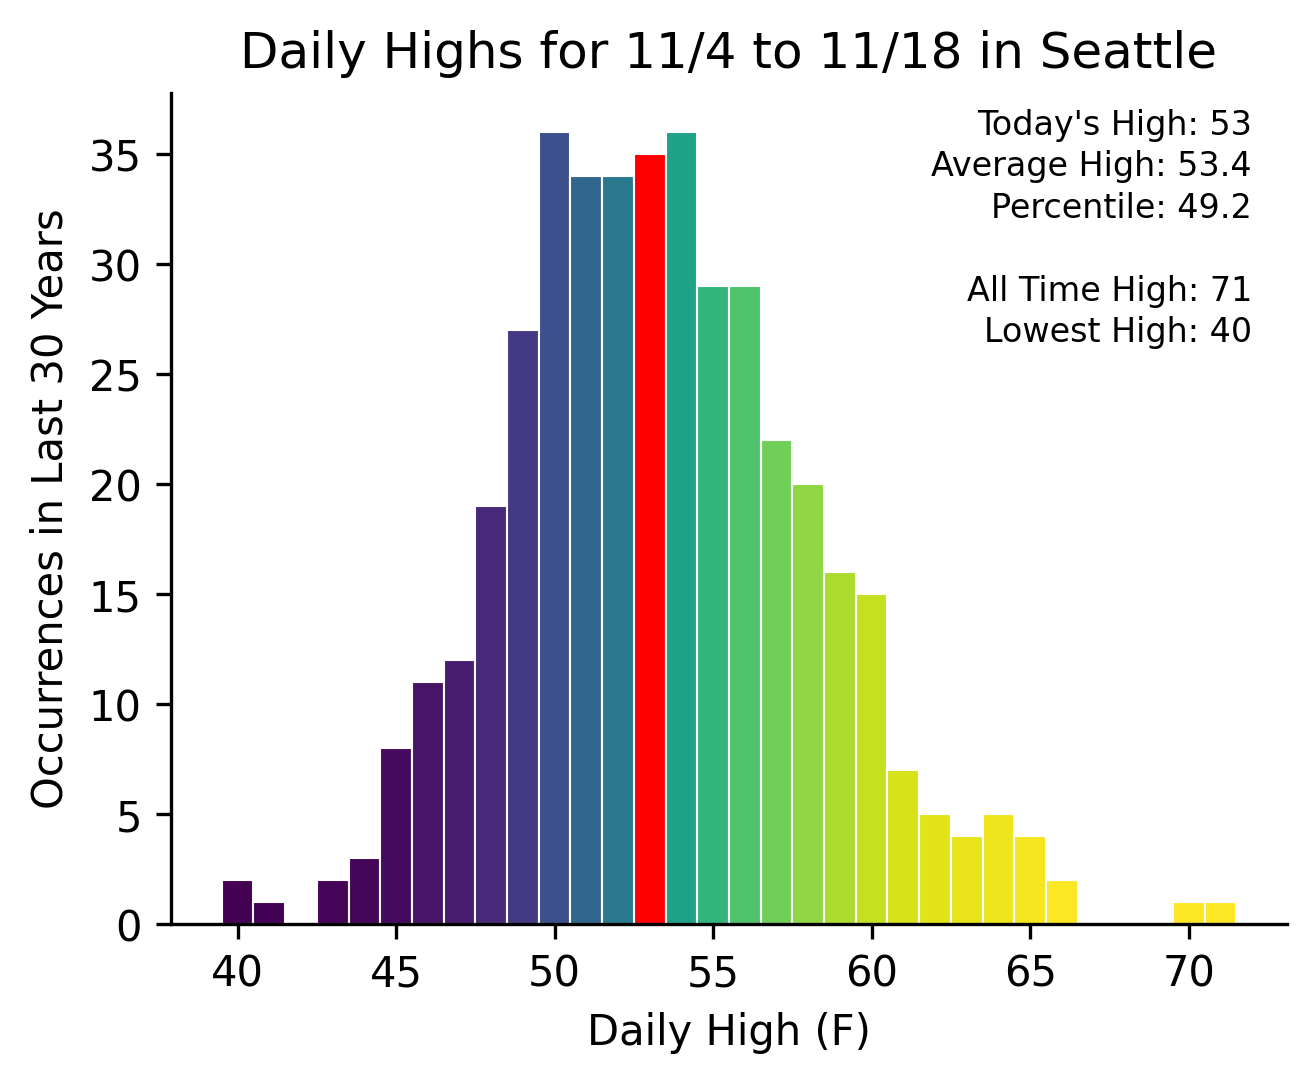 Daily Highs for 11/4 to 11/18 in Seattle
Today's High: 53
Average High: 53.4
Percentile: 49.2
All Time High: 71
Lowest High: 40
Occurrences in Last 30 Years
35
30
25
20
15
10
5
0
40 45 50 55 60 65 70
Daily High (F)